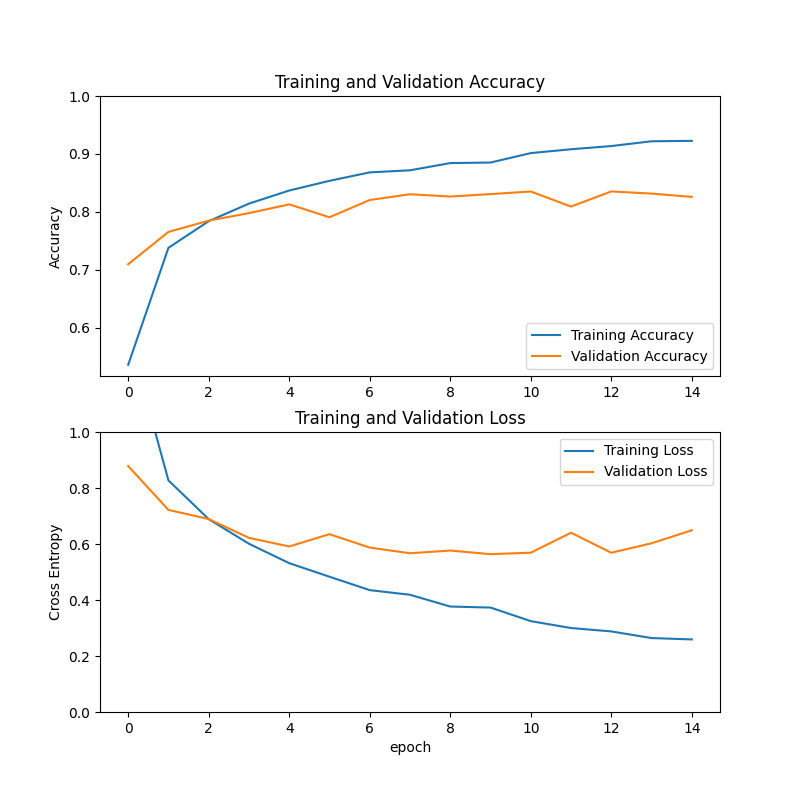 Training and Validation Accuracy
1.0
0.9
0.8
0.7
0.6
Accuracy
Training Accuracy
Validation Accuracy
0 2 4 6 8 10 12 14
Training and Validation Loss
1.0
0.8
0.6
0.4
0.2
0.0
Cross Entropy
Training Loss
Validation Loss
0 2 4 6 8 10 12 14
epoch